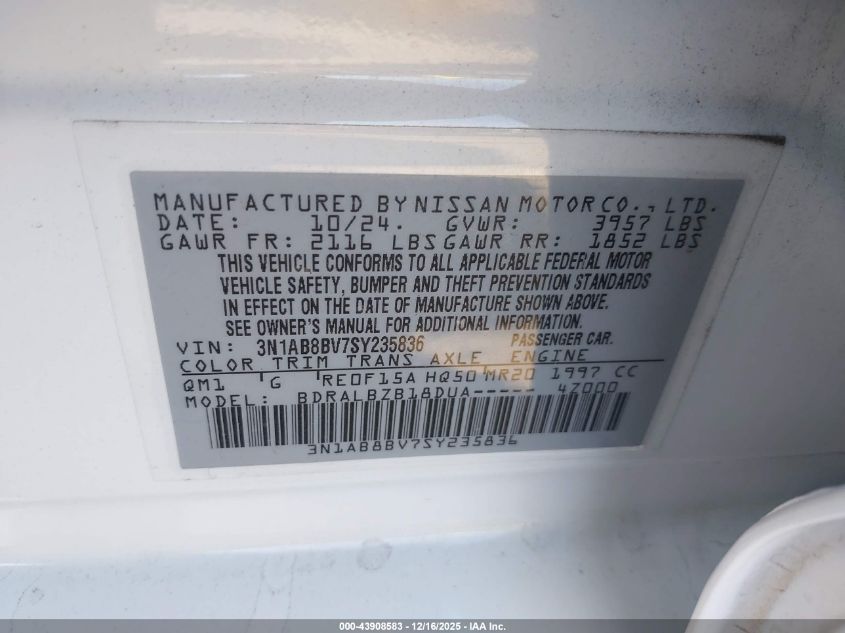 MANUFACTURED BY NISSAN MOTOR CO., LTD.
DATE: 10/24. GVWR: 3957 LBS
GAWR FR: 2116 LBS GAWR RR: 1852 LBS
THIS VEHICLE CONFORMS TO ALL APPLICABLE FEDERAL MOTOR
VEHICLE SAFETY, BUMPER AND THEFT PREVENTION STANDARDS
IN EFFECT ON THE DATE OF MANUFACTURE SHOWN ABOVE.
SEE OWNER'S MANUAL FOR ADDITIONAL INFORMATION.
VIN: 3N1AB8BV7SY235836 PASSENGER CAR.
COLOR TRIM TRANS AXLE ENGINE
QM1 G RE0F15A HQ50 MR20 1997 CC
MODEL: BDRALBZB18DUA----- 4Z000
3N1AB8BV7SY235836
000-43908583 - 12/16/2025 - IAA Inc.